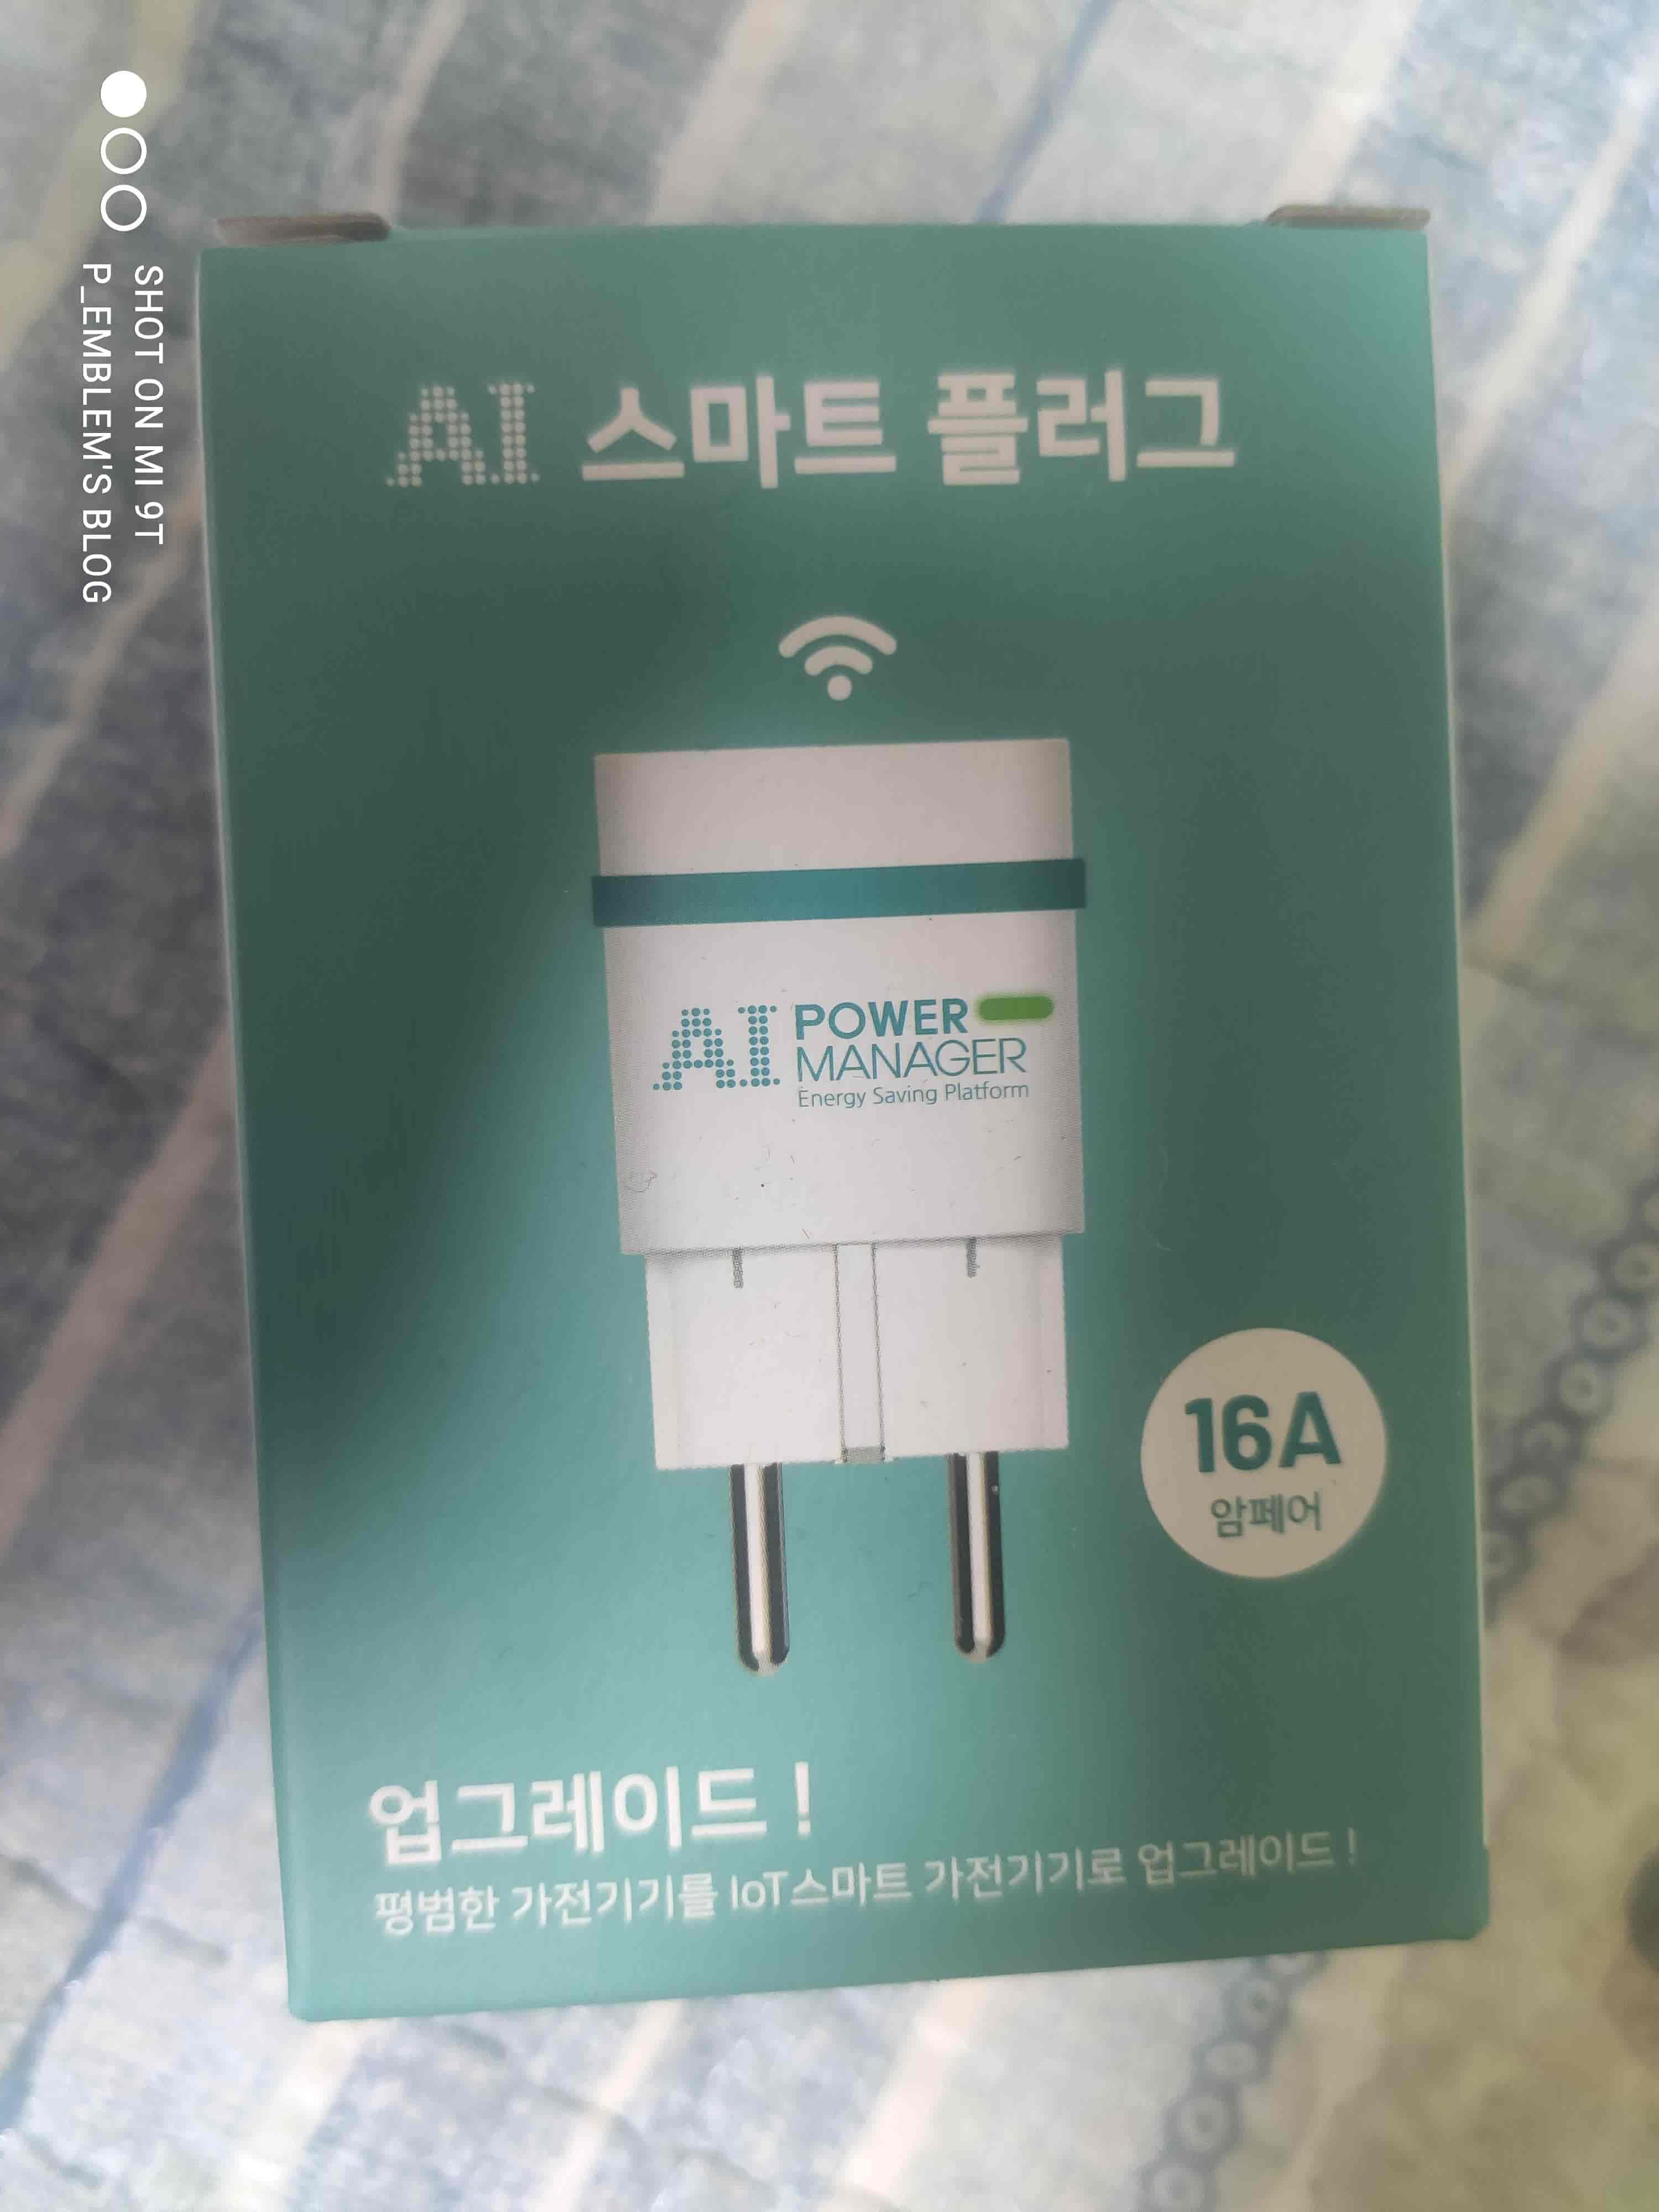 SHOT ON MI 9T
P_EMBLEM'S BLOG
AI 스마트 플러그
AI POWER
MANAGER
Energy Saving Platform
16A
암페어
업그레이드 !
평범한 가전기기를 IoT스마트 가전기기로 업그레이드 !